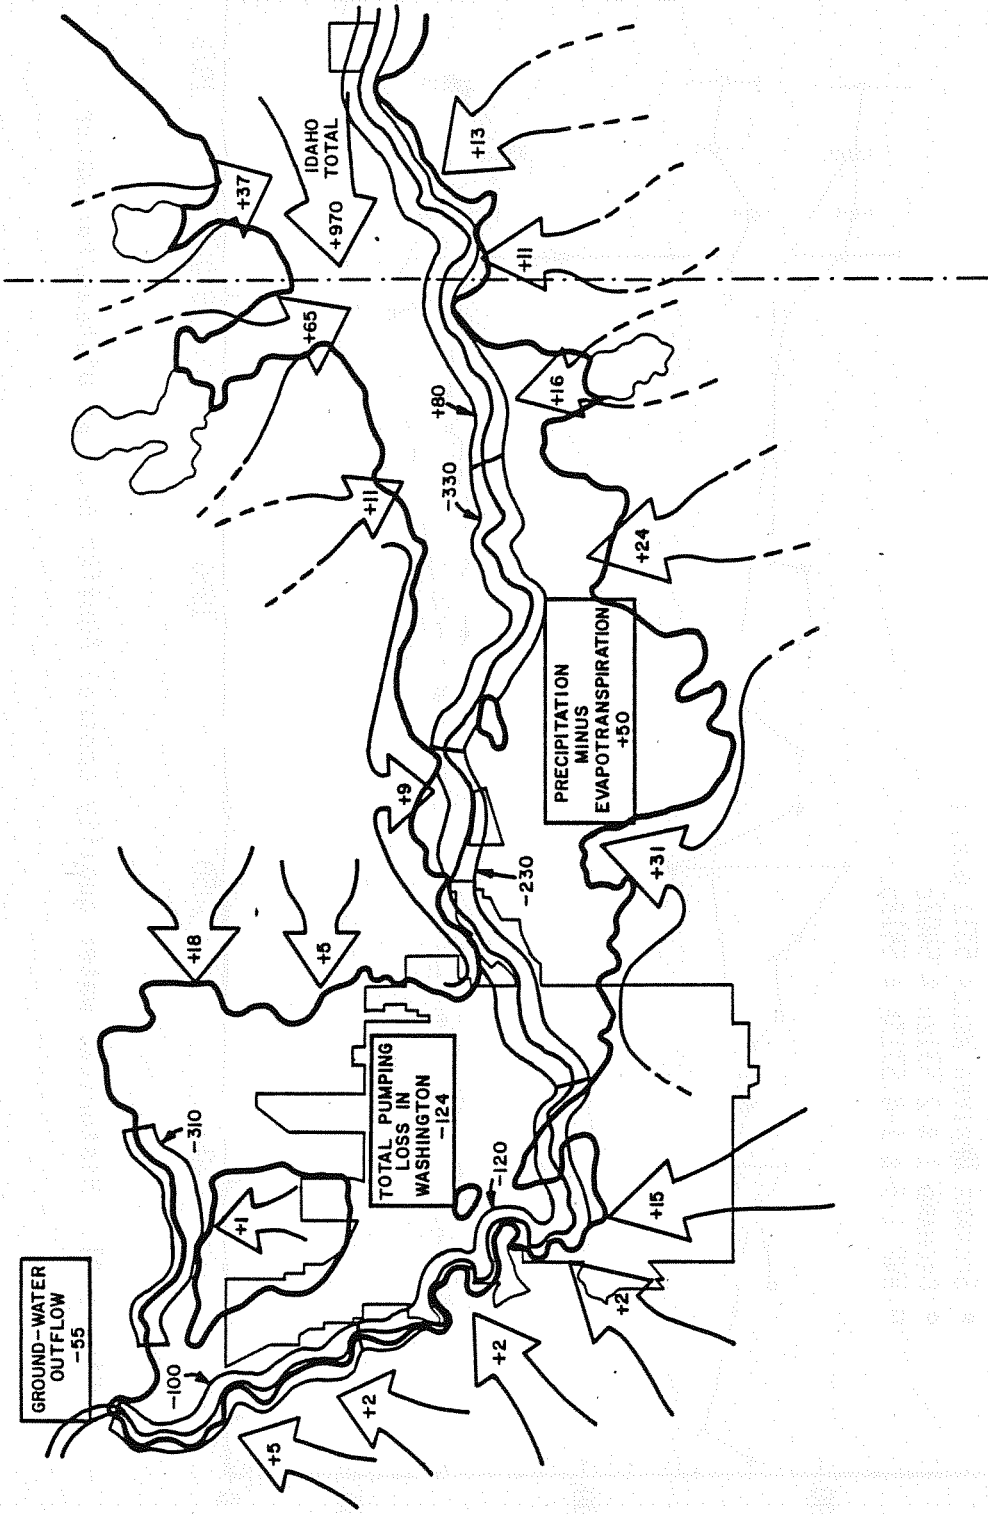 GROUND-WATER
OUTFLOW
-55
-100
+5
+2
+2
+2
+15
+1
-310
-120
TOTAL PUMPING
LOSS IN
WASHINGTON
-124
+18
+5
-230
+9
+31
PRECIPITATION
MINUS
EVAPOTRANSPIRATION
+50
+24
-330
+80
+11
+65
+16
+37
+970
IDAHO
TOTAL
+11
+13